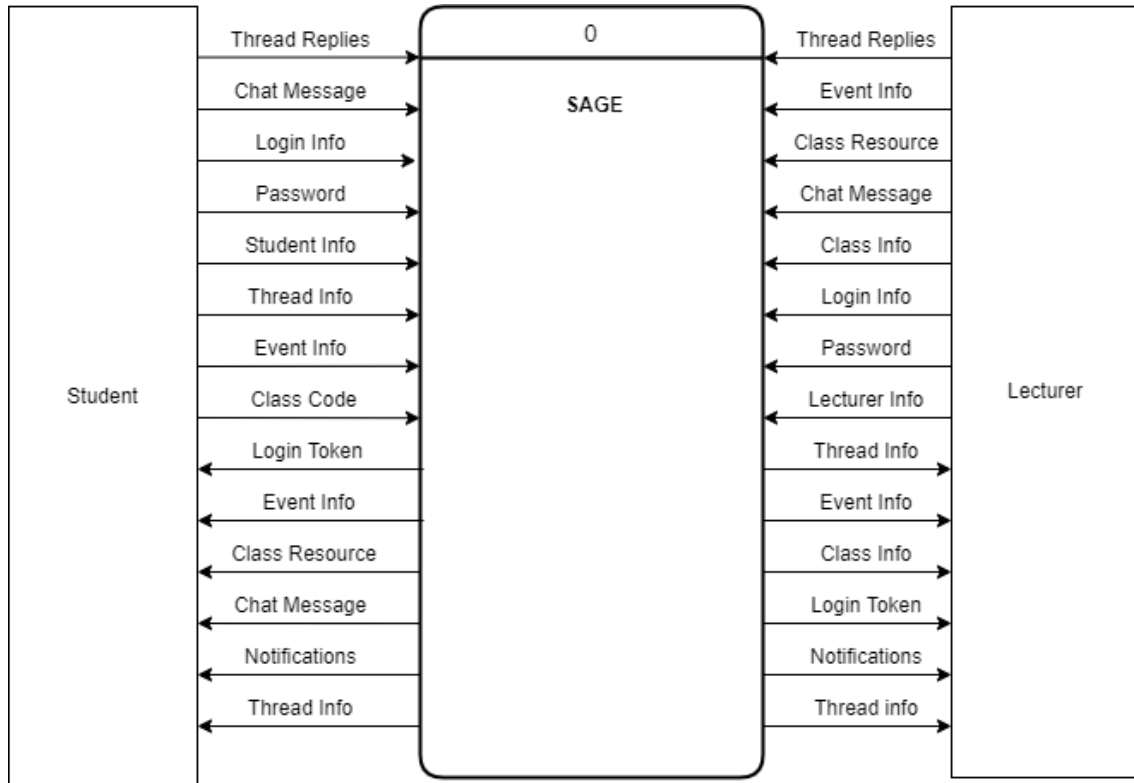 0
SAGE
Student
Thread Replies
Chat Message
Login Info
Password
Student Info
Thread Info
Event Info
Class Code
Login Token
Event Info
Class Resource
Chat Message
Notifications
Thread Info
Thread Replies
Event Info
Class Resource
Chat Message
Class Info
Login Info
Password
Lecturer Info
Thread Info
Event Info
Class Info
Login Token
Notifications
Thread info
Lecturer